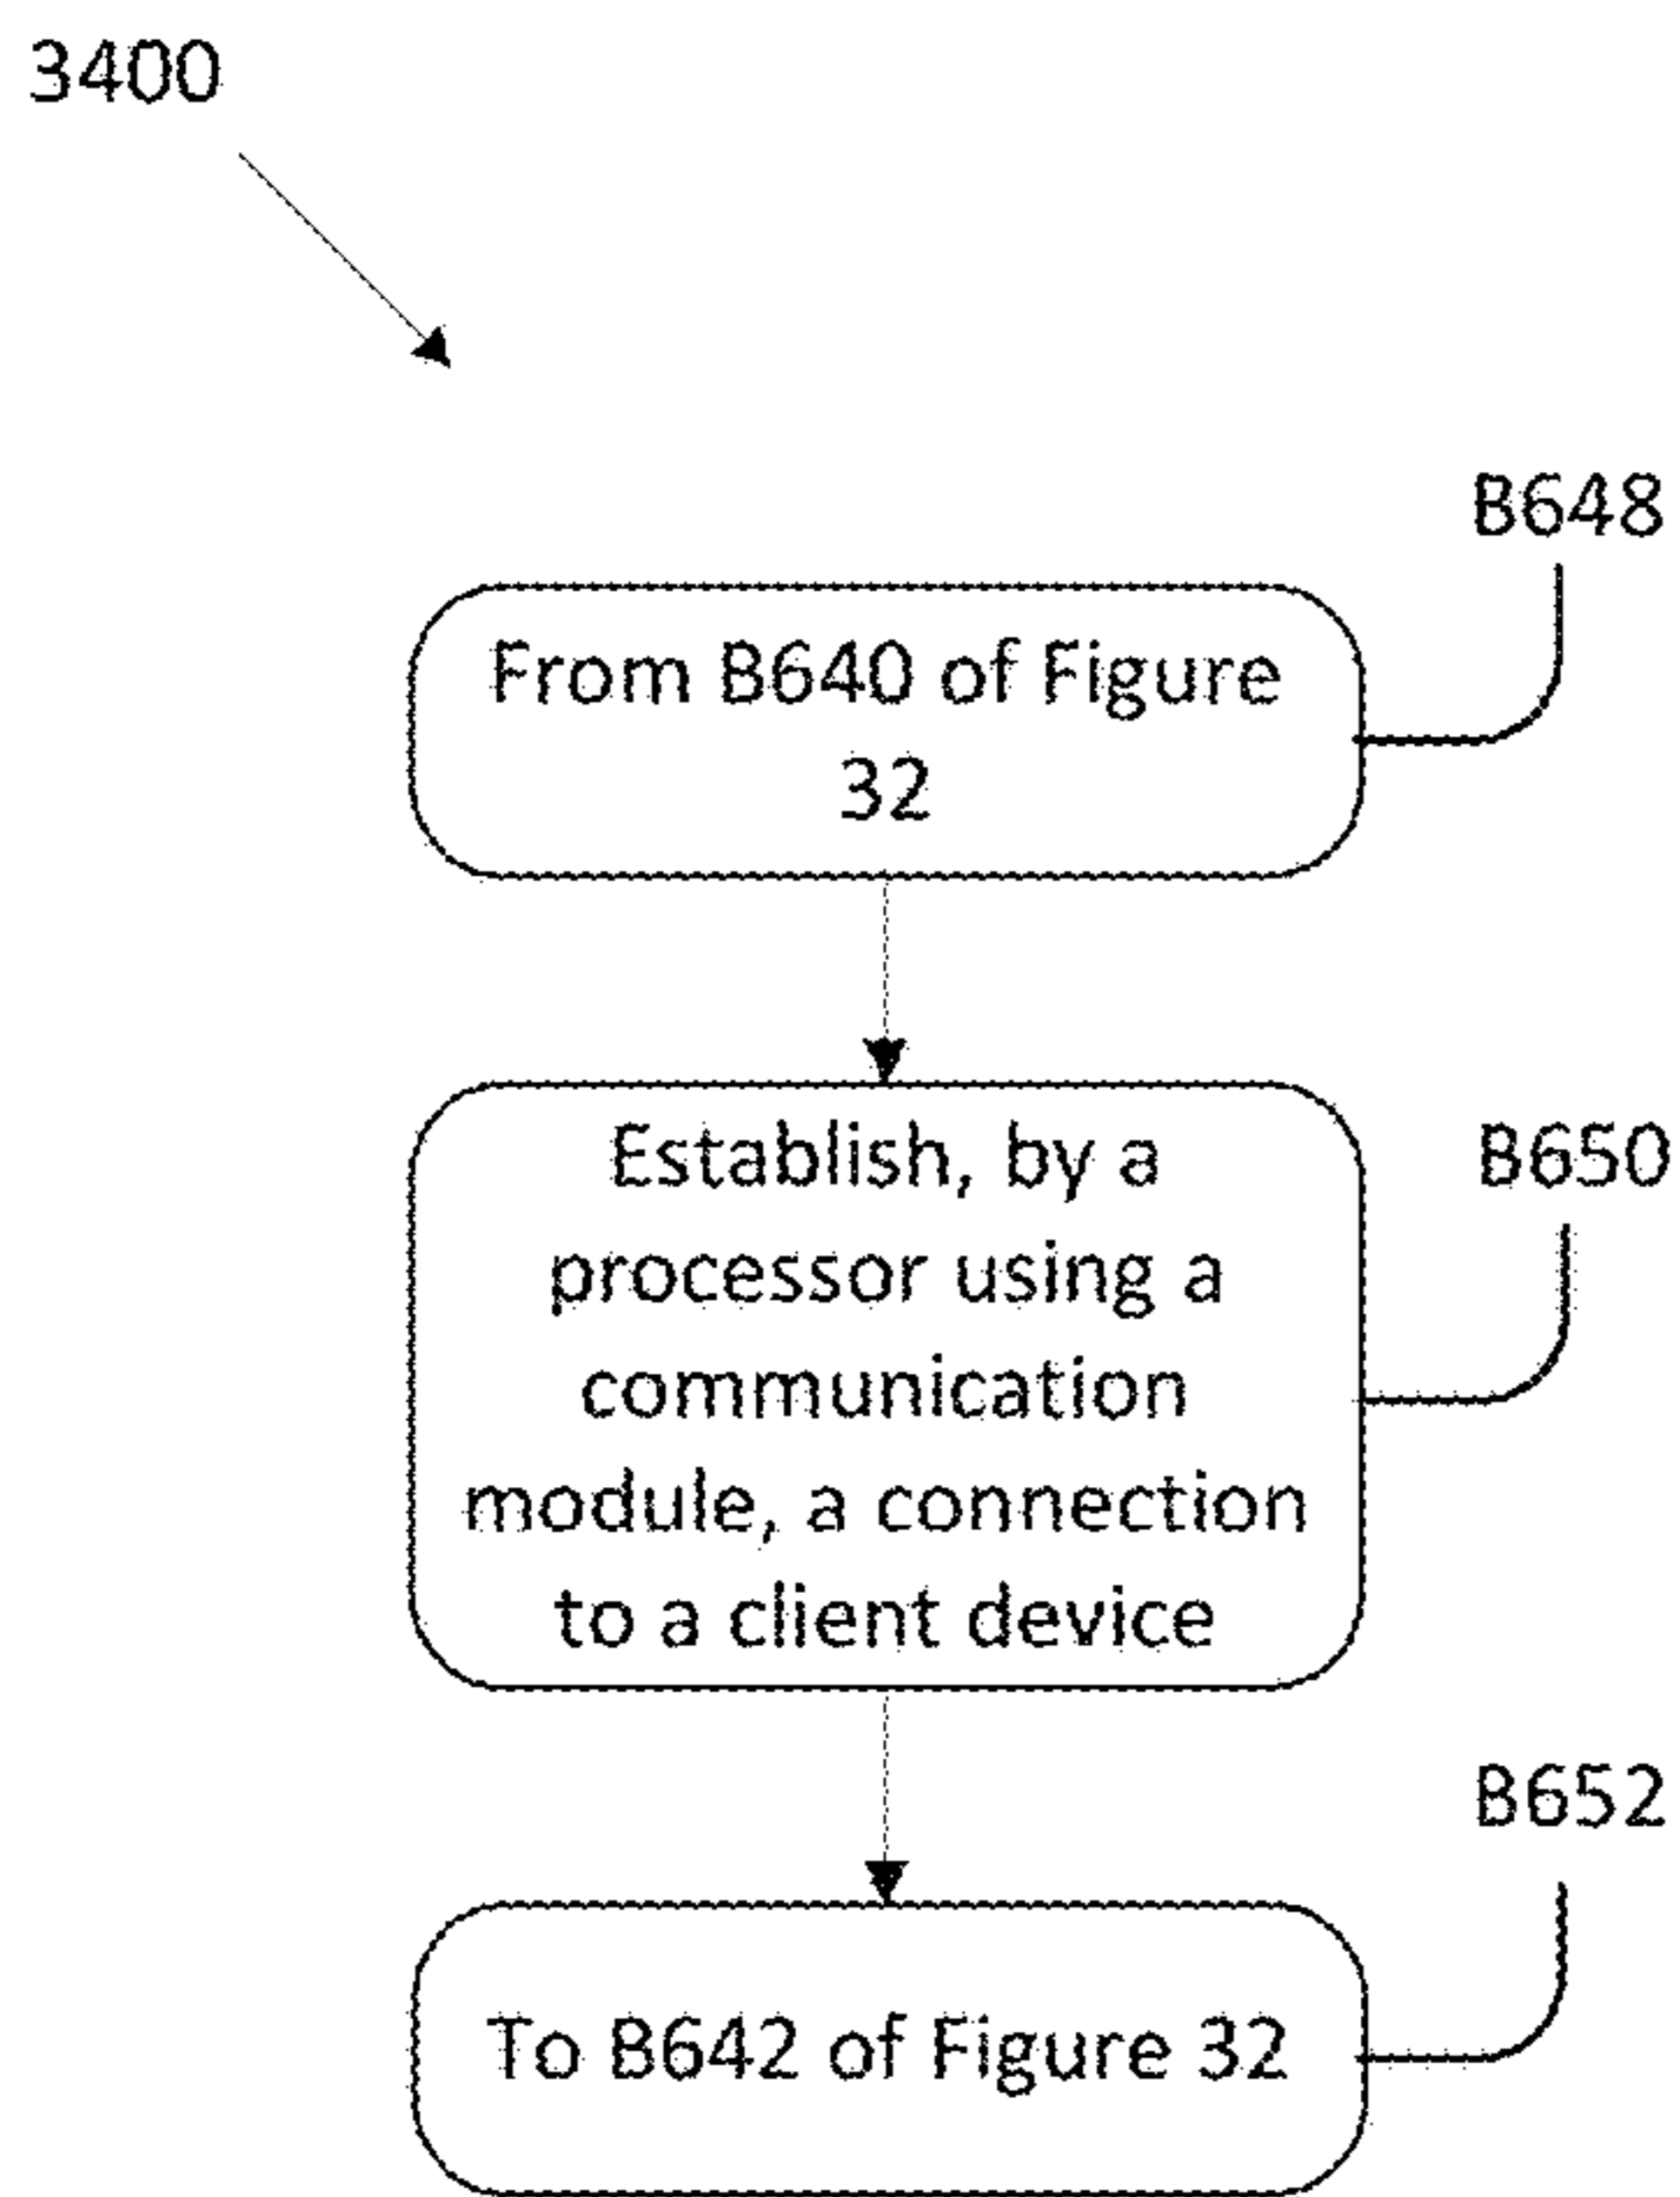 3400
B648
From B640 of Figure
32
Establish, by a
processor using a
communication
module, a connection
to a client device
B650
B652
To B642 of Figure 32